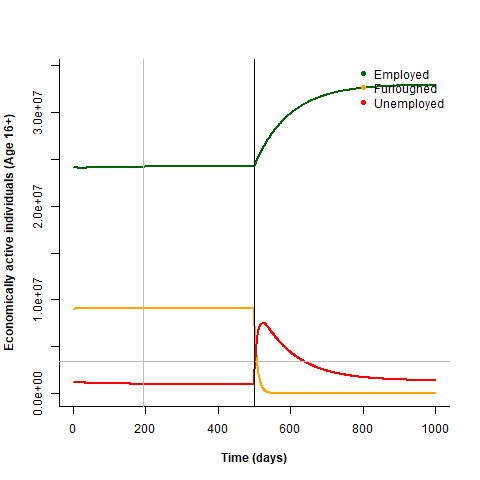 Employed
Furloughed
Unemployed
Economically active individuals (Age 16+)
3.0e+07
2.0e+07
1.0e+07
0.0e+00
0 200 400 600 800 1000
Time (days)